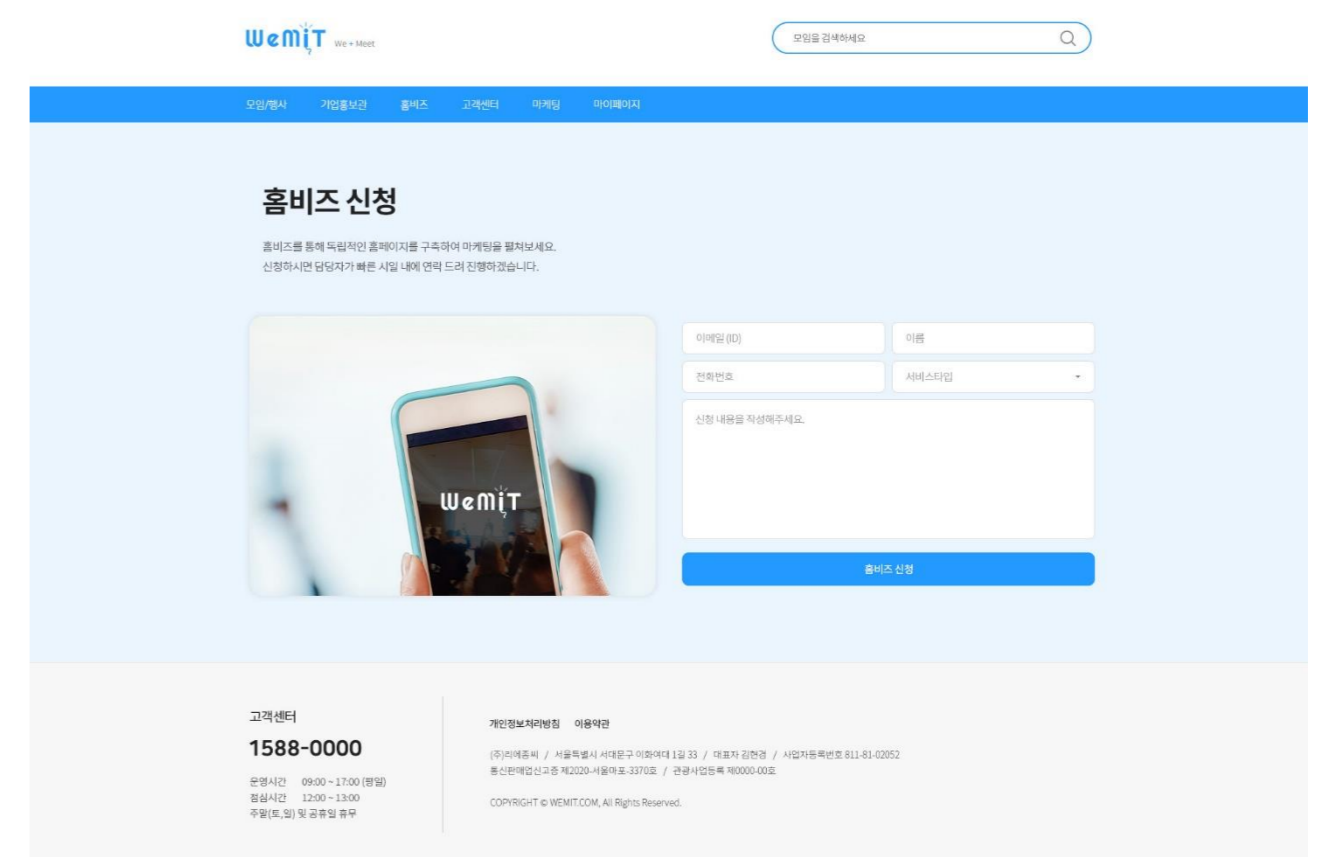 WeMiT We + Meet
모임을 검색하세요
모임/행사 기업홍보관 홈비즈 고객센터 마케팅 마이페이지
홈비즈 신청
홈비즈를 통해 독립적인 홈페이지를 구축하여 마케팅을 펼쳐보세요.
신청하시면 담당자가 빠른 시일 내에 연락 드려 진행하겠습니다.
WeMiT
이메일 (ID) 이름
전화번호 서비스타입
신청 내용을 작성해주세요.
홈비즈 신청
고객센터
1588-0000
운영시간 09:00 ~ 17:00 (평일)
점심시간 12:00 ~ 13:00
주말(토,일) 및 공휴일 휴무
개인정보처리방침 이용약관
(주)리에종씨 / 서울특별시 서대문구 이화여대 1길 33 / 대표자 김현경 / 사업자등록번호 811-81-02052
통신판매업신고증 제2020-서울마포-3370호 / 관광사업등록 제0000-00호
COPYRIGHT © WEMIT.COM, All Rights Reserved.